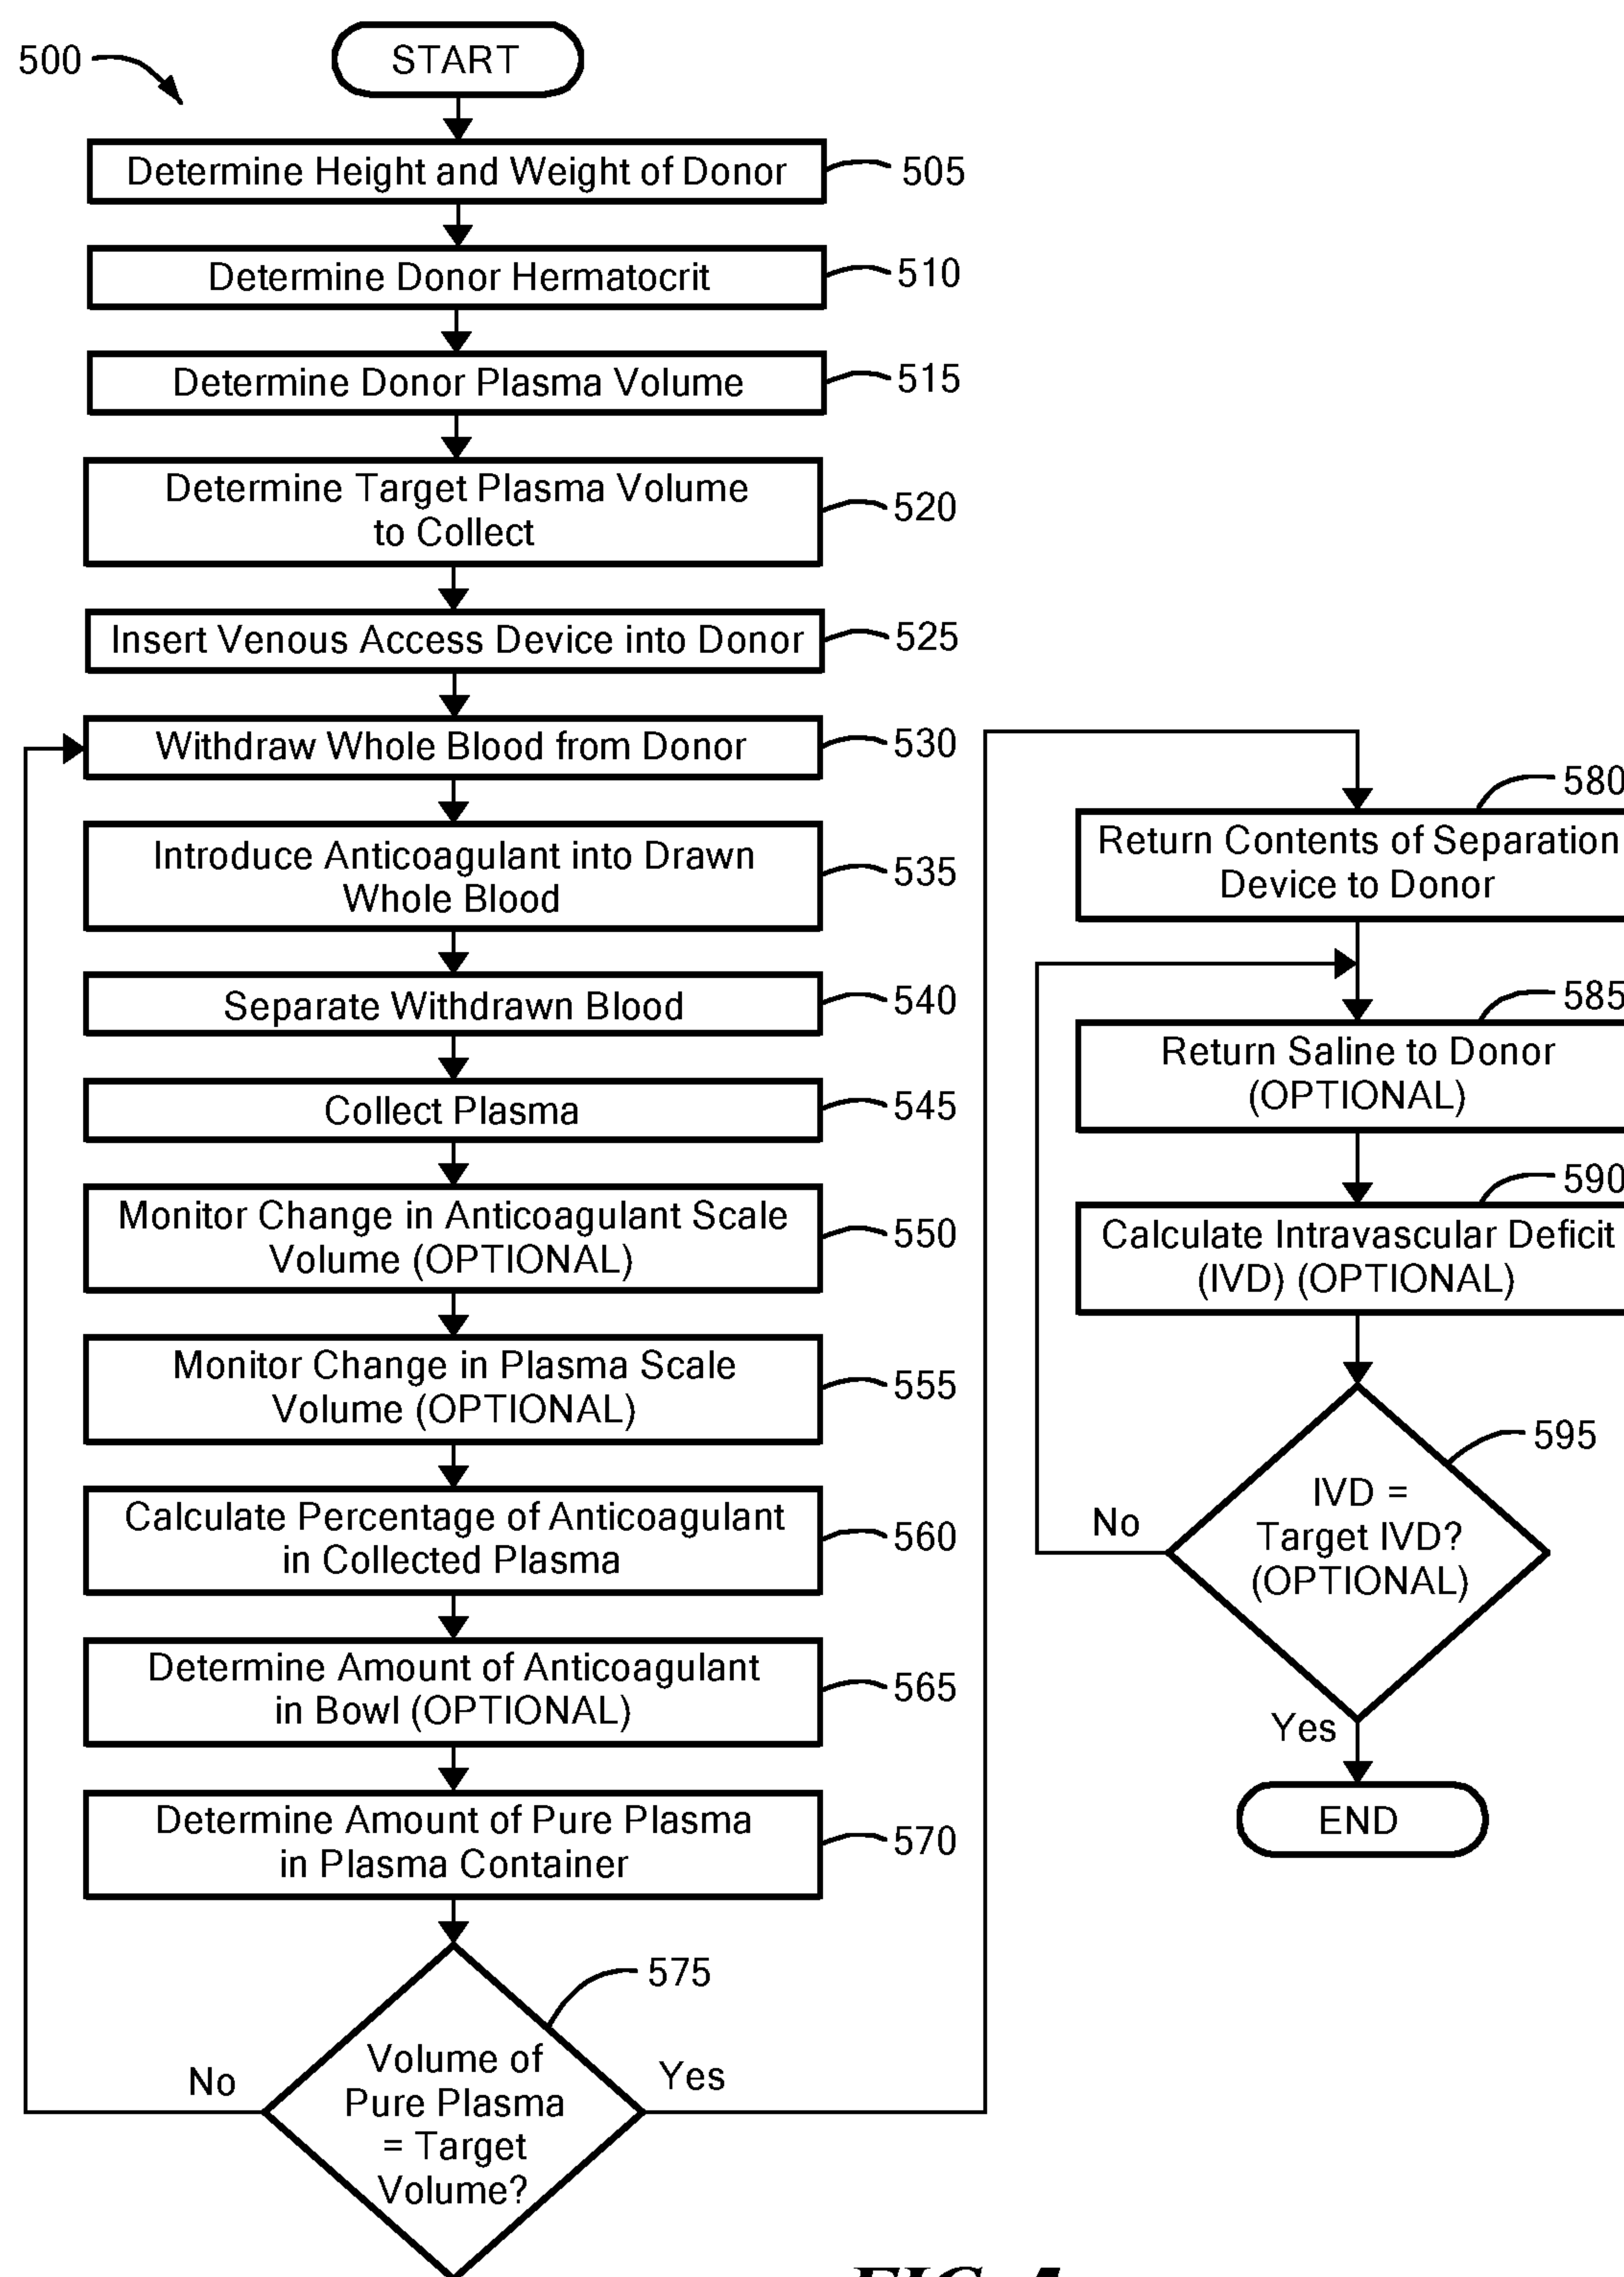 500
START
Determine Height and Weight of Donor
505
Determine Donor Hermatocrit
510
Determine Donor Plasma Volume
515
Determine Target Plasma Volume
to Collect
520
Insert Venous Access Device into Donor
525
Withdraw Whole Blood from Donor
530
Introduce Anticoagulant into Drawn
Whole Blood
535
Separate Withdrawn Blood
540
Collect Plasma
545
Monitor Change in Anticoagulant Scale
Volume (OPTIONAL)
550
Monitor Change in Plasma Scale
Volume (OPTIONAL)
555
Calculate Percentage of Anticoagulant
in Collected Plasma
560
Determine Amount of Anticoagulant
in Bowl (OPTIONAL)
565
Determine Amount of Pure Plasma
in Plasma Container
570
575
Volume of
Pure Plasma
= Target
Volume?
No
Yes
580
Return Contents of Separation
Device to Donor
585
Return Saline to Donor
(OPTIONAL)
590
Calculate Intravascular Deficit
(IVD) (OPTIONAL)
595
IVD =
Target IVD?
(OPTIONAL)
No
Yes
END